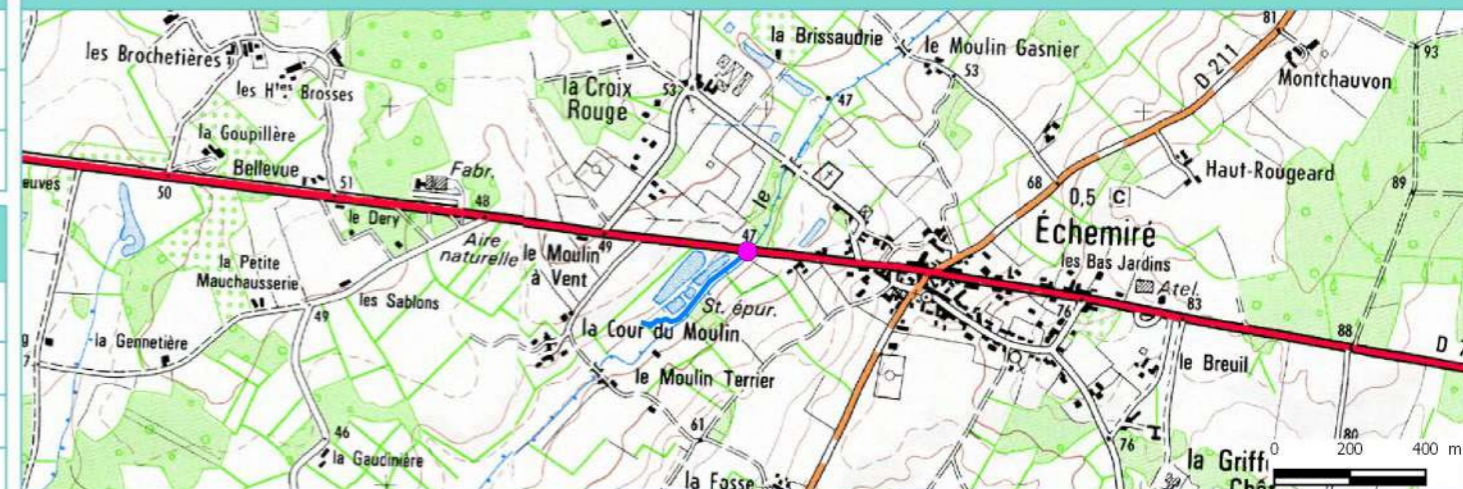 81
la Brissaudrie
le Moulin Gasnier
93
les Brochetières
D 211
Montchauvon
53
53
les Htes Brosses
la Croix
Rouge
47
la Goupillère
Fabr.
Haut-Rougeard
Bellevue
68
0,5 C
89
euves
50
51
48
le
le Dery
47
Échemiré
Aire
naturelle
le Moulin
à Vent
49
les Bas Jardins
la Petite
Mauchausserie
Atel.
les Sablons
St. épur.
83
49
76
la Cour du Moulin
88
D 7
la Gennetière
g
7
le Breuil
le Moulin Terrier
46
61
76
80
0 200 400 m
la Gaudinière
la Griff
la Fosse
Châ